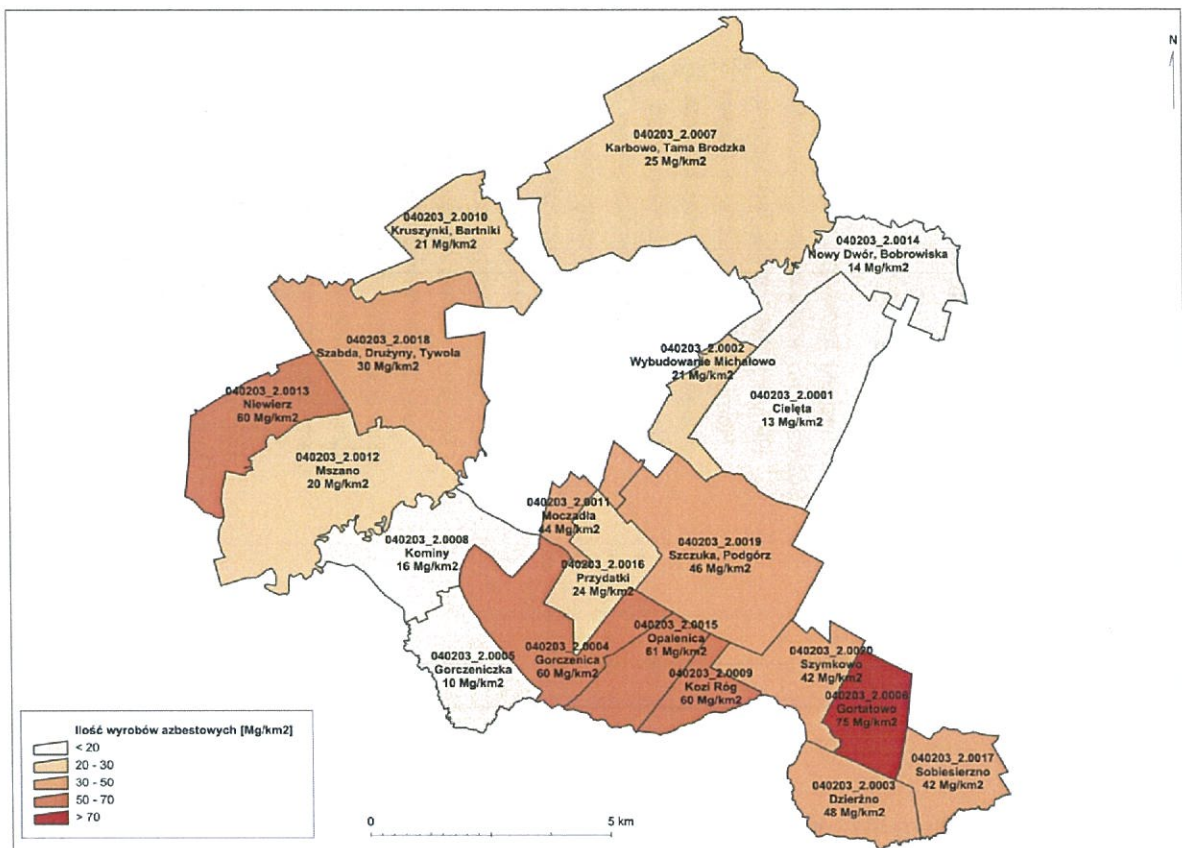 N
040203_2.0007
Karbowo, Tama Brodzka
25 Mg/km2
040203_2.0010
Kruszynki, Bartniki
21 Mg/km2
040203_2.0014
Nowy Dwór, Bobrowiska
14 Mg/km2
040203_2.0018
Szabda, Drużyny, Tywola
30 Mg/km2
040203_2.0002
Wybudowanie Michałowo
21 Mg/km2
040203_2.0013
Niewierz
60 Mg/km2
040203_2.0001
Cielęta
13 Mg/km2
040203_2.0012
Mszano
20 Mg/km2
040203_2.0011
Moczadła
44 Mg/km2
040203_2.0008
Kominy
16 Mg/km2
040203_2.0019
Szczuka, Podgórz
46 Mg/km2
040203_2.0016
Przydatki
24 Mg/km2
040203_2.0015
Opalenica
61 Mg/km2
040203_2.0004
Gorczenica
60 Mg/km2
040203_2.0005
Gorczeniczka
10 Mg/km2
040203_2.0020
Szymkowo
42 Mg/km2
040203_2.0009
Kozi Róg
60 Mg/km2
040203_2.0006
Gortatowo
75 Mg/km2
040203_2.0017
Sobiesierzno
42 Mg/km2
040203_2.0003
Dzierżno
48 Mg/km2
Ilość wyrobów azbestowych [Mg/km2]
< 20
20 - 30
30 - 50
50 - 70
> 70
0 5 km